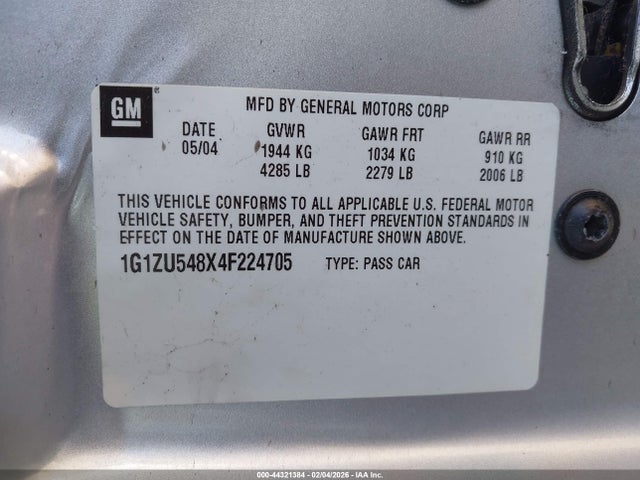 GM
MFD BY GENERAL MOTORS CORP
DATE GVWR GAWR FRT GAWR RR
05/04 1944 KG 1034 KG 910 KG
4285 LB 2279 LB 2006 LB
THIS VEHICLE CONFORMS TO ALL APPLICABLE U.S. FEDERAL MOTOR
VEHICLE SAFETY, BUMPER, AND THEFT PREVENTION STANDARDS IN
EFFECT ON THE DATE OF MANUFACTURE SHOWN ABOVE.
1G1ZU548X4F224705 TYPE: PASS CAR
000-44321384 - 02/04/2026 - IAA Inc.